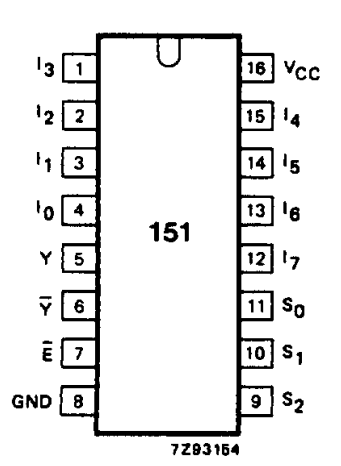 I3 1 16 VCC
I2 2 15 I4
I1 3 14 I5
I0 4 13 I6
151
Y 5 12 I7
Y̅ 6 11 S0
E̅ 7 10 S1
GND 8 9 S2
7Z93154